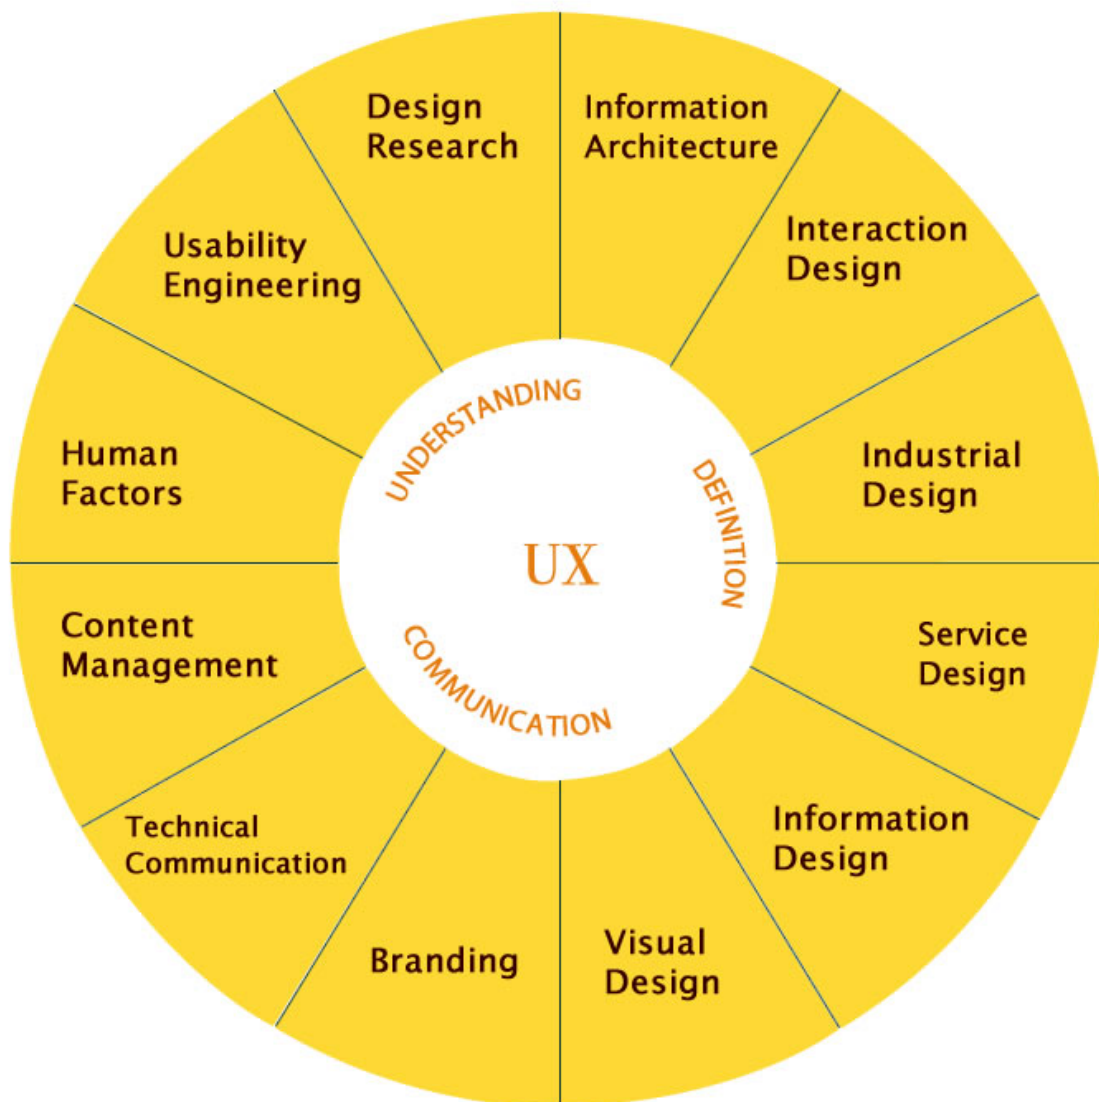 Design
Research
Information
Architecture
Interaction
Design
Industrial
Design
Service
Design
Information
Design
Visual
Design
Branding
Technical
Communication
Content
Management
Human
Factors
Usability
Engineering
UNDERSTANDING
DEFINITION
COMMUNICATION
UX